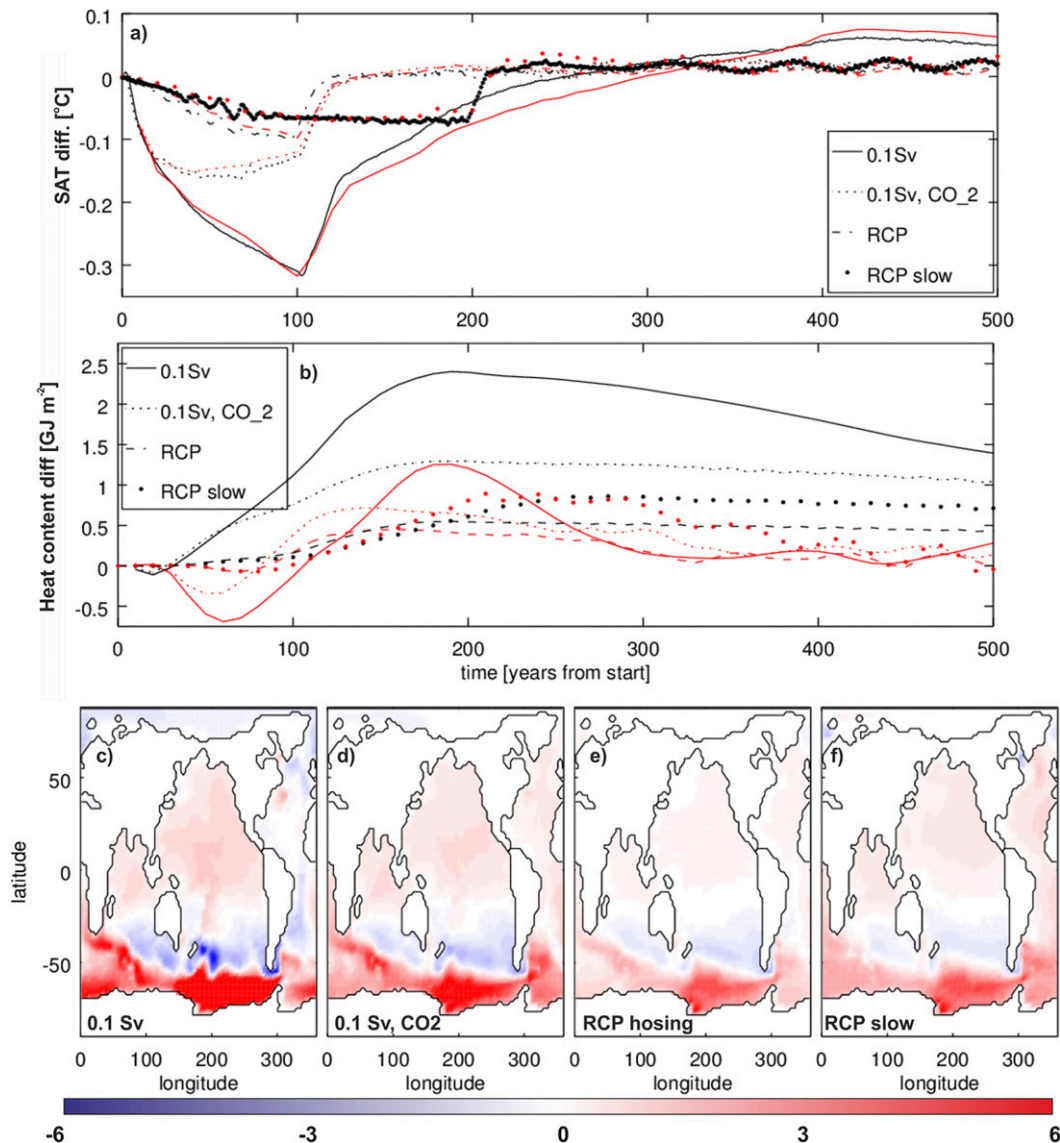 0.1
a)
0
-0.1
-0.2
-0.3
SAT diff. [°C]
0.1Sv
0.1Sv, CO_2
RCP
RCP slow
0 100 200 300 400 500
b)
2.5
2
1.5
1
0.5
0
-0.5
Heat content diff [GJ m-2]
0.1Sv
0.1Sv, CO_2
RCP
RCP slow
0 100 200 300 400 500
time [years from start]
c) d) e) f)
50
0
-50
latitude
0.1 Sv 0.1 Sv, CO2 RCP hosing RCP slow
0 100 200 300 0 100 200 300 0 100 200 300 0 100 200 300
longitude longitude longitude longitude
-6 -3 0 3 6